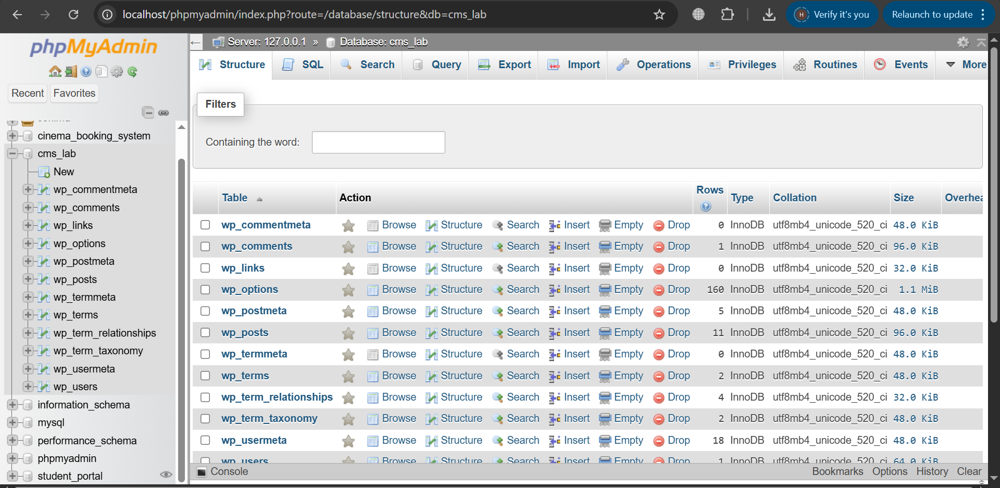 localhost/phpmyadmin/index.php?route=/database/structure&db=cms_lab
H Verify it's you
Relaunch to update
phpMyAdmin
Recent Favorites
cinema_booking_system
cms_lab
New
wp_commentmeta
wp_comments
wp_links
wp_options
wp_postmeta
wp_posts
wp_termmeta
wp_terms
wp_term_relationships
wp_term_taxonomy
wp_usermeta
wp_users
information_schema
mysql
performance_schema
phpmyadmin
student_portal
Server: 127.0.0.1 » Database: cms_lab
Structure SQL Search Query Export Import Operations Privileges Routines Events More
Filters
Containing the word:
Table Action Rows Type Collation Size Overhea
wp_commentmeta Browse Structure Search Insert Empty Drop 0 InnoDB utf8mb4_unicode_520_ci 48.0 KiB
wp_comments Browse Structure Search Insert Empty Drop 1 InnoDB utf8mb4_unicode_520_ci 96.0 KiB
wp_links Browse Structure Search Insert Empty Drop 0 InnoDB utf8mb4_unicode_520_ci 32.0 KiB
wp_options Browse Structure Search Insert Empty Drop 160 InnoDB utf8mb4_unicode_520_ci 1.1 MiB
wp_postmeta Browse Structure Search Insert Empty Drop 5 InnoDB utf8mb4_unicode_520_ci 48.0 KiB
wp_posts Browse Structure Search Insert Empty Drop 11 InnoDB utf8mb4_unicode_520_ci 96.0 KiB
wp_termmeta Browse Structure Search Insert Empty Drop 0 InnoDB utf8mb4_unicode_520_ci 48.0 KiB
wp_terms Browse Structure Search Insert Empty Drop 2 InnoDB utf8mb4_unicode_520_ci 48.0 KiB
wp_term_relationships Browse Structure Search Insert Empty Drop 4 InnoDB utf8mb4_unicode_520_ci 32.0 KiB
wp_term_taxonomy Browse Structure Search Insert Empty Drop 2 InnoDB utf8mb4_unicode_520_ci 48.0 KiB
wp_usermeta Browse Structure Search Insert Empty Drop 18 InnoDB utf8mb4_unicode_520_ci 48.0 KiB
wp_users Browse Structure Search Insert Empty Drop 1 InnoDB utf8mb4_unicode_520_ci 64.0 KiB
Console Bookmarks Options History Clear